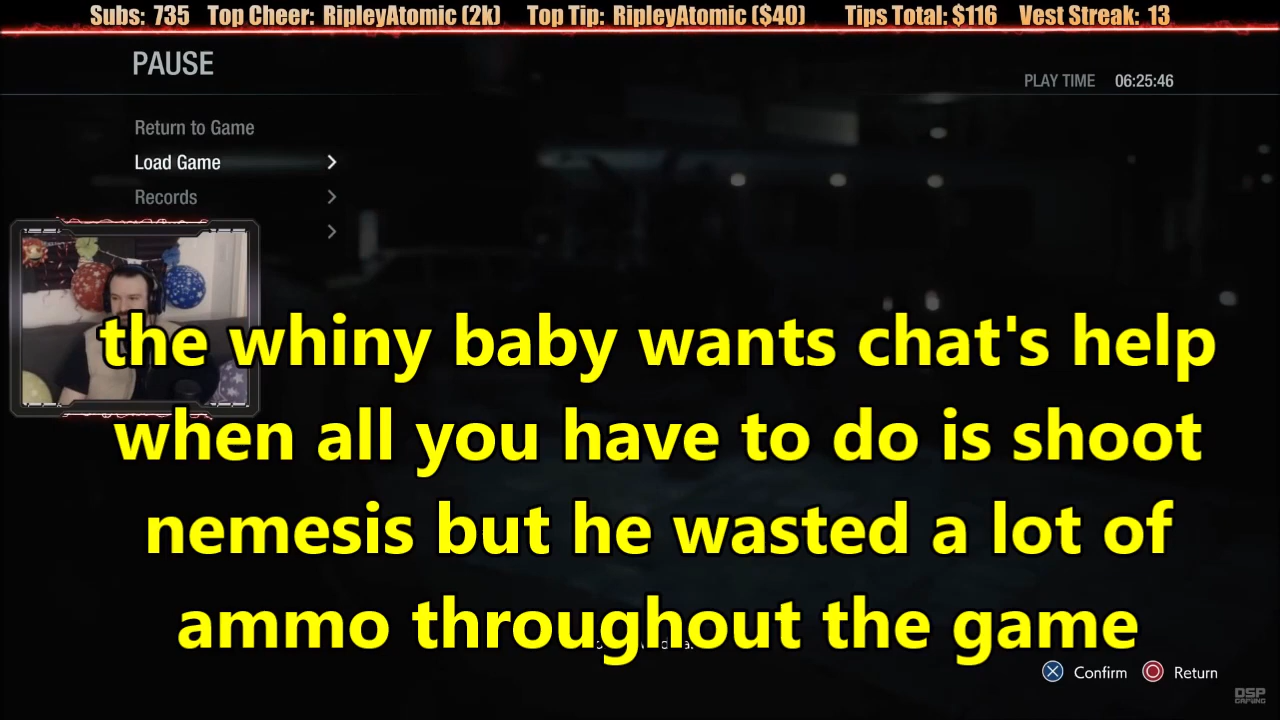 Subs: 735 Top Cheer: RipleyAtomic (2k) Top Tip: RipleyAtomic ($40) Tips Total: $116 Vest Streak: 13
PAUSE
PLAY TIME 06:25:46
Return to Game
Load Game
Records
the whiny baby wants chat's help
when all you have to do is shoot
nemesis but he wasted a lot of
ammo throughout the game
Confirm Return
DSP
GAMING